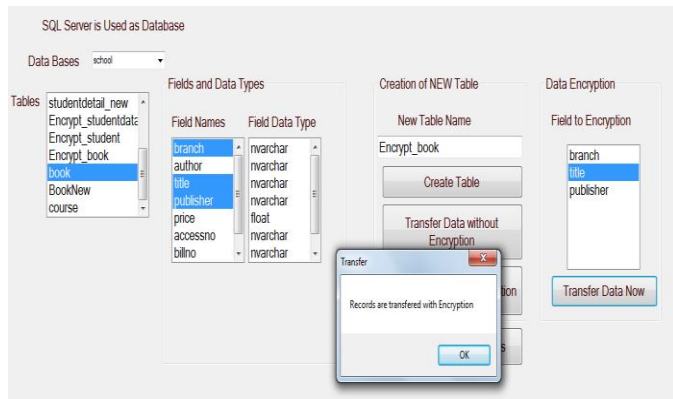 SQL Server is Used as Database
Data Bases school
Tables
studentdetail_new
Encrypt_studentdata
Encrypt_student
Encrypt_book
book
BookNew
course
Fields and Data Types
Field Names Field Data Type
branch nvarchar
author nvarchar
title nvarchar
publisher nvarchar
price float
accessno nvarchar
billno nvarchar
Creation of NEW Table
New Table Name
Encrypt_book
Create Table
Transfer Data without
Encryption
Transfer
Records are transfered with Encryption
OK
Data Encryption
Field to Encryption
branch
title
publisher
Transfer Data Now